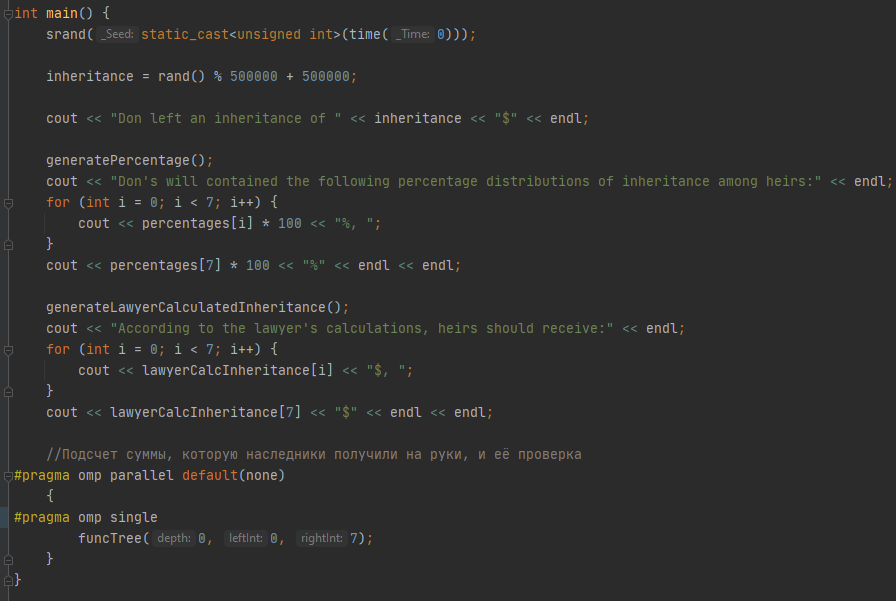 int main() {
    srand( _Seed: static_cast<unsigned int>(time( _Time: 0)));
    inheritance = rand() % 500000 + 500000;
    cout << "Don left an inheritance of " << inheritance << "$" << endl;
    generatePercentage();
    cout << "Don's will contained the following percentage distributions of inheritance among heirs:" << endl;
    for (int i = 0; i < 7; i++) {
        cout << percentages[i] * 100 << "%, ";
    }
    cout << percentages[7] * 100 << "%" << endl << endl;
    generateLawyerCalculatedInheritance();
    cout << "According to the lawyer's calculations, heirs should receive:" << endl;
    for (int i = 0; i < 7; i++) {
        cout << lawyerCalcInheritance[i] << "$, ";
    }
    cout << lawyerCalcInheritance[7] << "$" << endl << endl;
    //Подсчет суммы, которую наследники получили на руки, и её проверка
#pragma omp parallel default(none)
    {
#pragma omp single
        funcTree( depth: 0, leftInt: 0, rightInt: 7);
    }
}